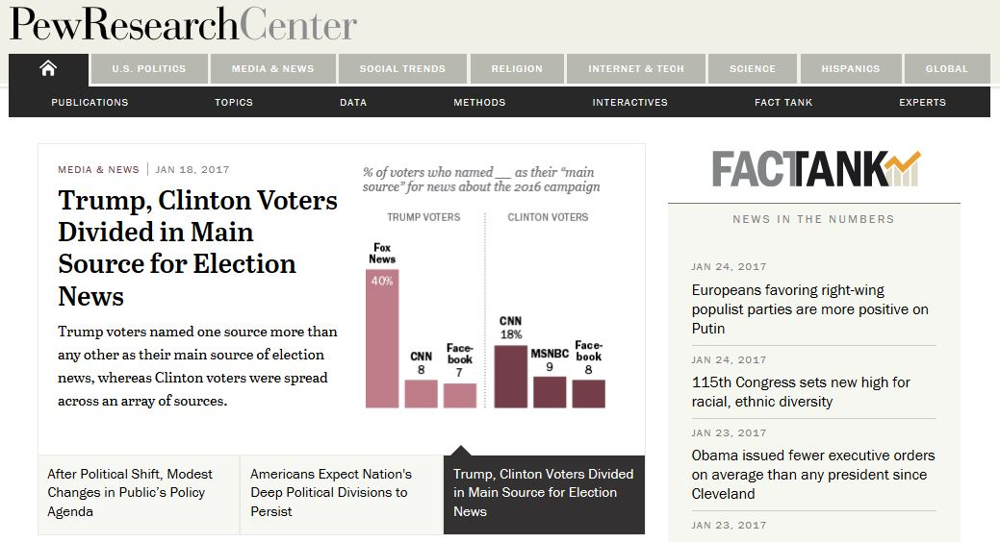 PewResearchCenter
U.S. POLITICS
MEDIA & NEWS
SOCIAL TRENDS
RELIGION
INTERNET & TECH
SCIENCE
HISPANICS
GLOBAL
PUBLICATIONS
TOPICS
DATA
METHODS
INTERACTIVES
FACT TANK
EXPERTS
MEDIA & NEWS | JAN 18, 2017
Trump, Clinton Voters
Divided in Main
Source for Election
News
Trump voters named one source more than
any other as their main source of election
news, whereas Clinton voters were spread
across an array of sources.
% of voters who named __ as their "main
source" for news about the 2016 campaign
TRUMP VOTERS
CLINTON VOTERS
Fox
News
40%
CNN
8
Face-
book
7
CNN
18%
MSNBC
9
Face-
book
8
After Political Shift, Modest
Changes in Public's Policy
Agenda
Americans Expect Nation's
Deep Political Divisions to
Persist
Trump, Clinton Voters Divided
in Main Source for Election
News
FACTANK
NEWS IN THE NUMBERS
JAN 24, 2017
Europeans favoring right-wing
populist parties are more positive on
Putin
JAN 24, 2017
115th Congress sets new high for
racial, ethnic diversity
JAN 23, 2017
Obama issued fewer executive orders
on average than any president since
Cleveland
JAN 23, 2017